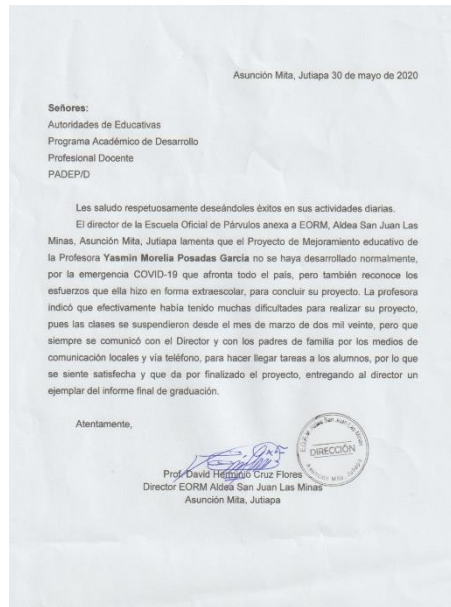 Asunción Mita, Jutiapa 30 de mayo de 2020
Señores:
Autoridades de Educativas
Programa Académico de Desarrollo
Profesional Docente
PADEP/D
Les saludo respetuosamente deseándoles éxitos en sus actividades diarias.
El director de la Escuela Oficial de Párvulos anexa a EORM, Aldea San Juan Las
Minas, Asunción Mita, Jutiapa lamenta que el Proyecto de Mejoramiento educativo de
la Profesora Yasmin Morelia Posadas García no se haya desarrollado normalmente,
por la emergencia COVID-19 que afronta todo el país, pero también reconoce los
esfuerzos que ella hizo en forma extraescolar, para concluir su proyecto. La profesora
indicó que efectivamente había tenido muchas dificultades para realizar su proyecto,
pues las clases se suspendieron desde el mes de marzo de dos mil veinte, pero que
siempre se comunicó con el Director y con los padres de familia por los medios de
comunicación locales y vía teléfono, para hacer llegar tareas a los alumnos, por lo que
se siente satisfecha y que da por finalizado el proyecto, entregando al director un
ejemplar del informe final de graduación.
Atentamente,
E.O.R.M. Aldea San Juan Las Minas
DIRECCIÓN
Asunción Mita, Jutiapa
Prof. David Herminio Cruz Flores
Director EORM Aldea San Juan Las Minas
Asunción Mita, Jutiapa